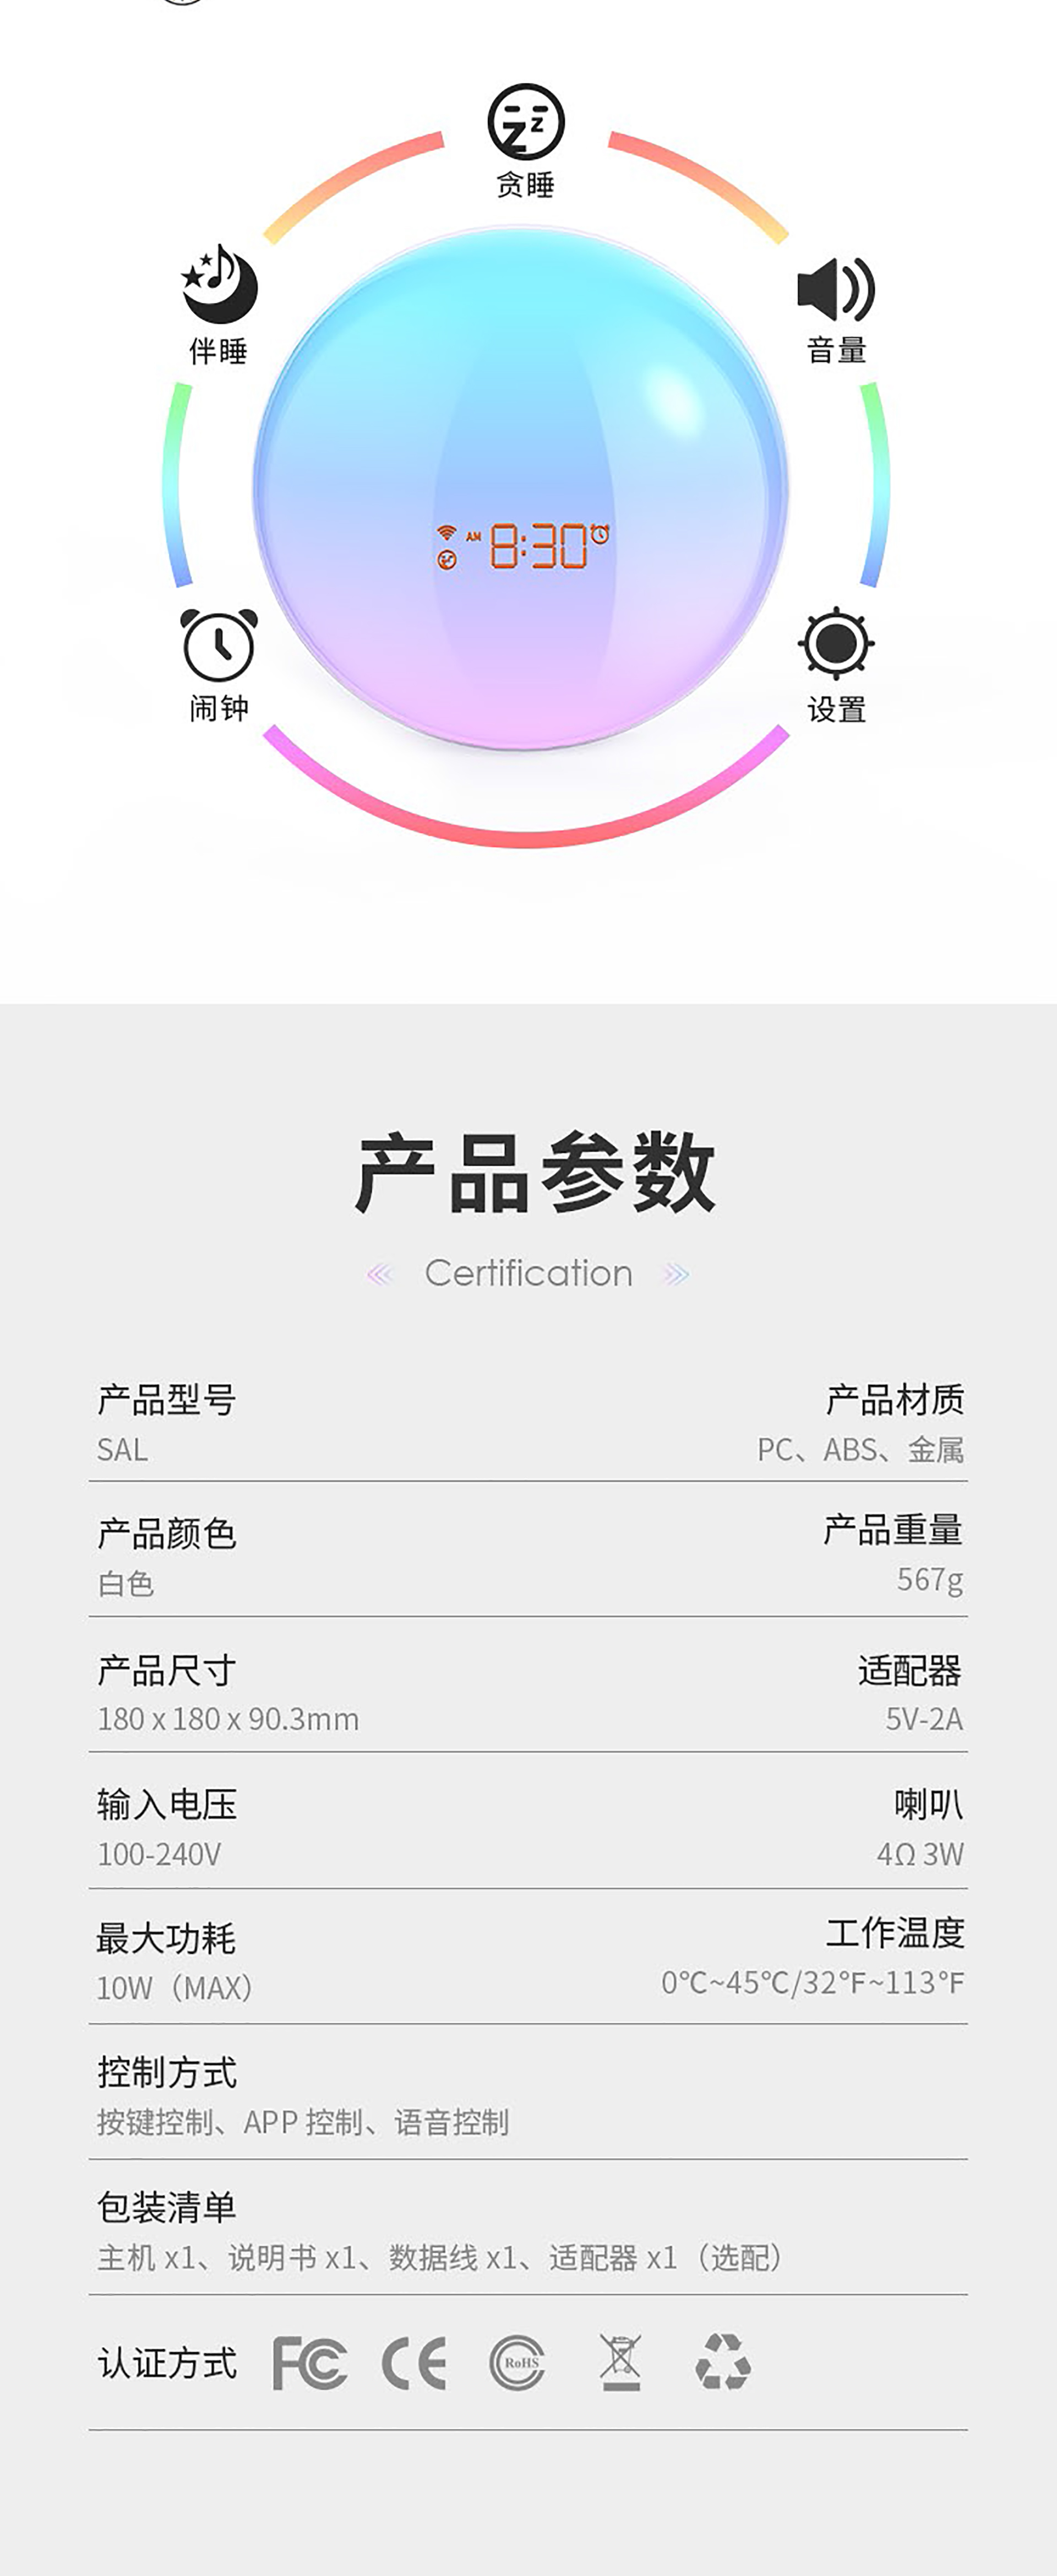 贪睡
伴睡
音量
AM 8:30
闹钟
设置
产品参数
Certification
产品型号
SAL
产品材质
PC、ABS、金属
产品颜色
白色
产品重量
567g
产品尺寸
180 x 180 x 90.3mm
适配器
5V-2A
输入电压
100-240V
喇叭
4Ω 3W
最大功耗
10W（MAX）
工作温度
0℃~45℃/32℉~113℉
控制方式
按键控制、APP 控制、语音控制
包装清单
主机 x1、说明书 x1、数据线 x1、适配器 x1（选配）
认证方式 FC CE RoHS